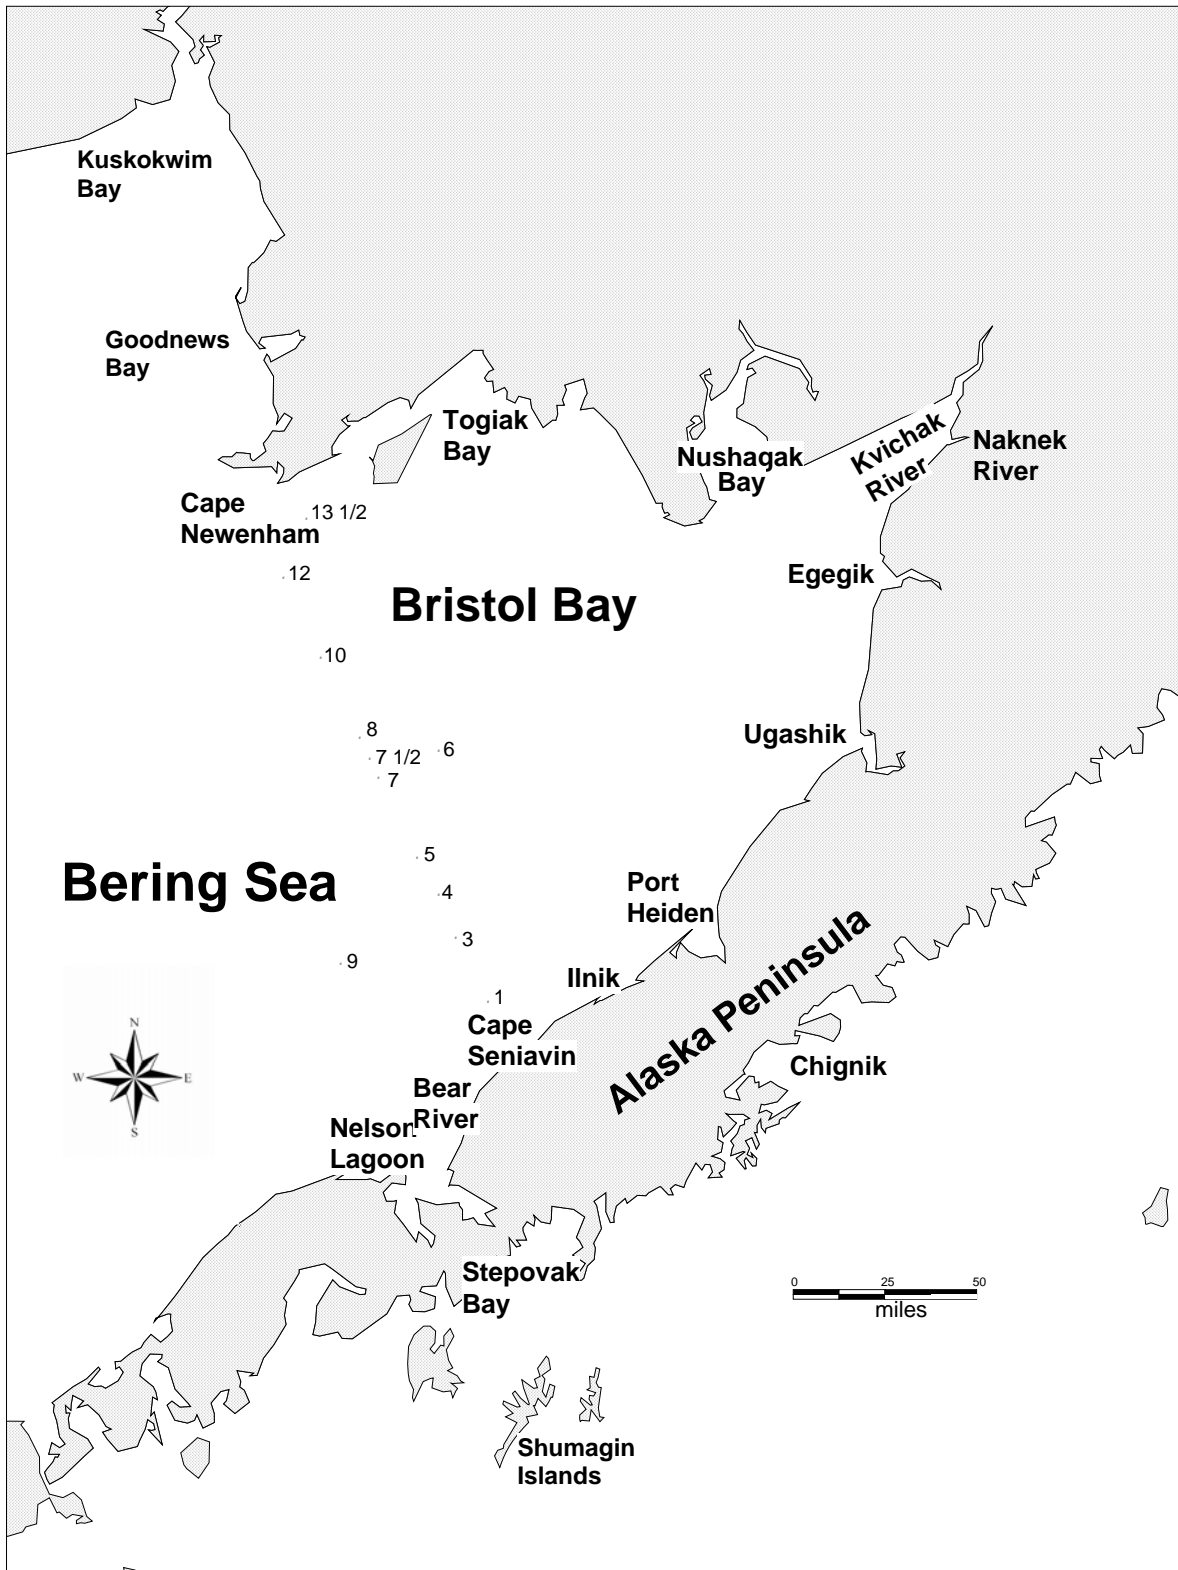 Kuskokwim
Bay
Goodnews
Bay
Togiak
Bay
Nushagak
Bay
Kvichak
River
Naknek
River
Cape
Newenham
13 1/2
12
Egegik
Bristol Bay
10
8
7 1/2
6
7
Ugashik
5
Bering Sea
4
Port
Heiden
3
9
Ilnik
1
Alaska Peninsula
Cape
Seniavin
N
W
E
S
Chignik
Bear
River
Nelson
Lagoon
Stepovak
Bay
0 25 50
miles
Shumagin
Islands